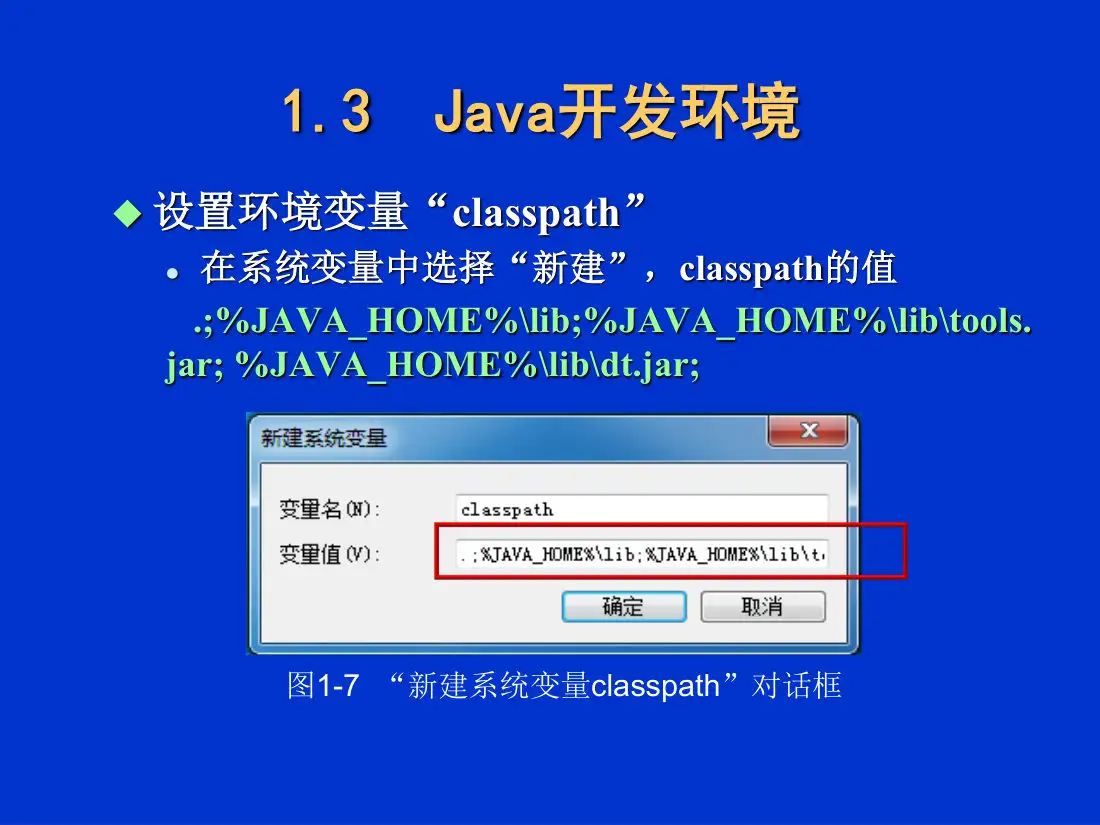 1.3 Java开发环境
设置环境变量“classpath”
在系统变量中选择“新建”，classpath的值
.;%JAVA_HOME%\lib;%JAVA_HOME%\lib\tools.
jar; %JAVA_HOME%\lib\dt.jar;
新建系统变量
变量名(N): classpath
变量值(V): .;%JAVA_HOME%\lib;%JAVA_HOME%\lib\t
确定 取消
图1-7 “新建系统变量classpath”对话框